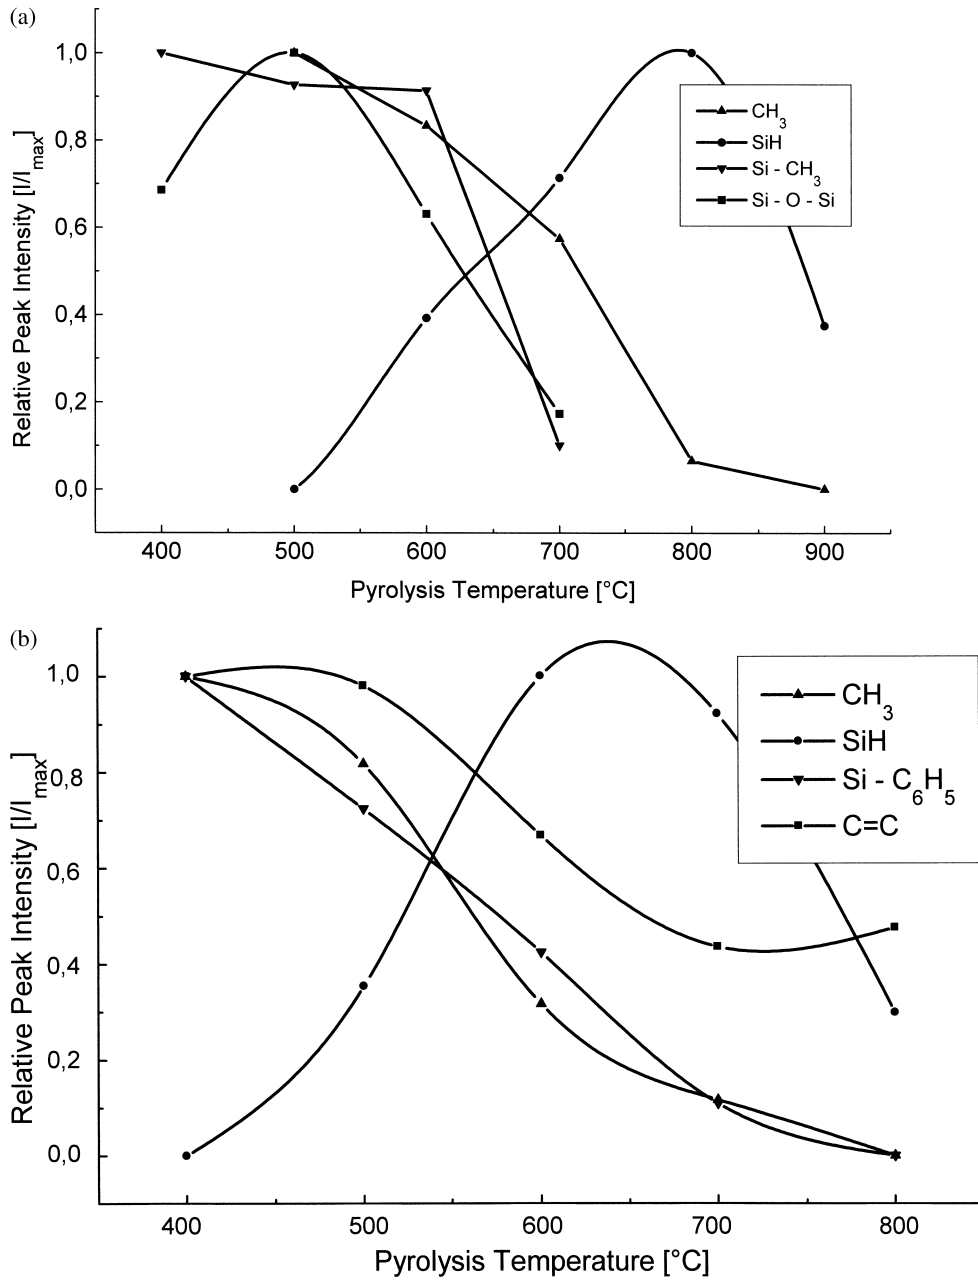 (a)
1,0
0,8
0,6
0,4
0,2
0,0
Relative Peak Intensity [I/Imax]
400 500 600 700 800 900
Pyrolysis Temperature [°C]
CH3
SiH
Si - CH3
Si - O - Si
(b)
1,0
0,8
0,6
0,4
0,2
0,0
Relative Peak Intensity [I/Imax]
400 500 600 700 800
Pyrolysis Temperature [°C]
CH3
SiH
Si - C6H5
C=C